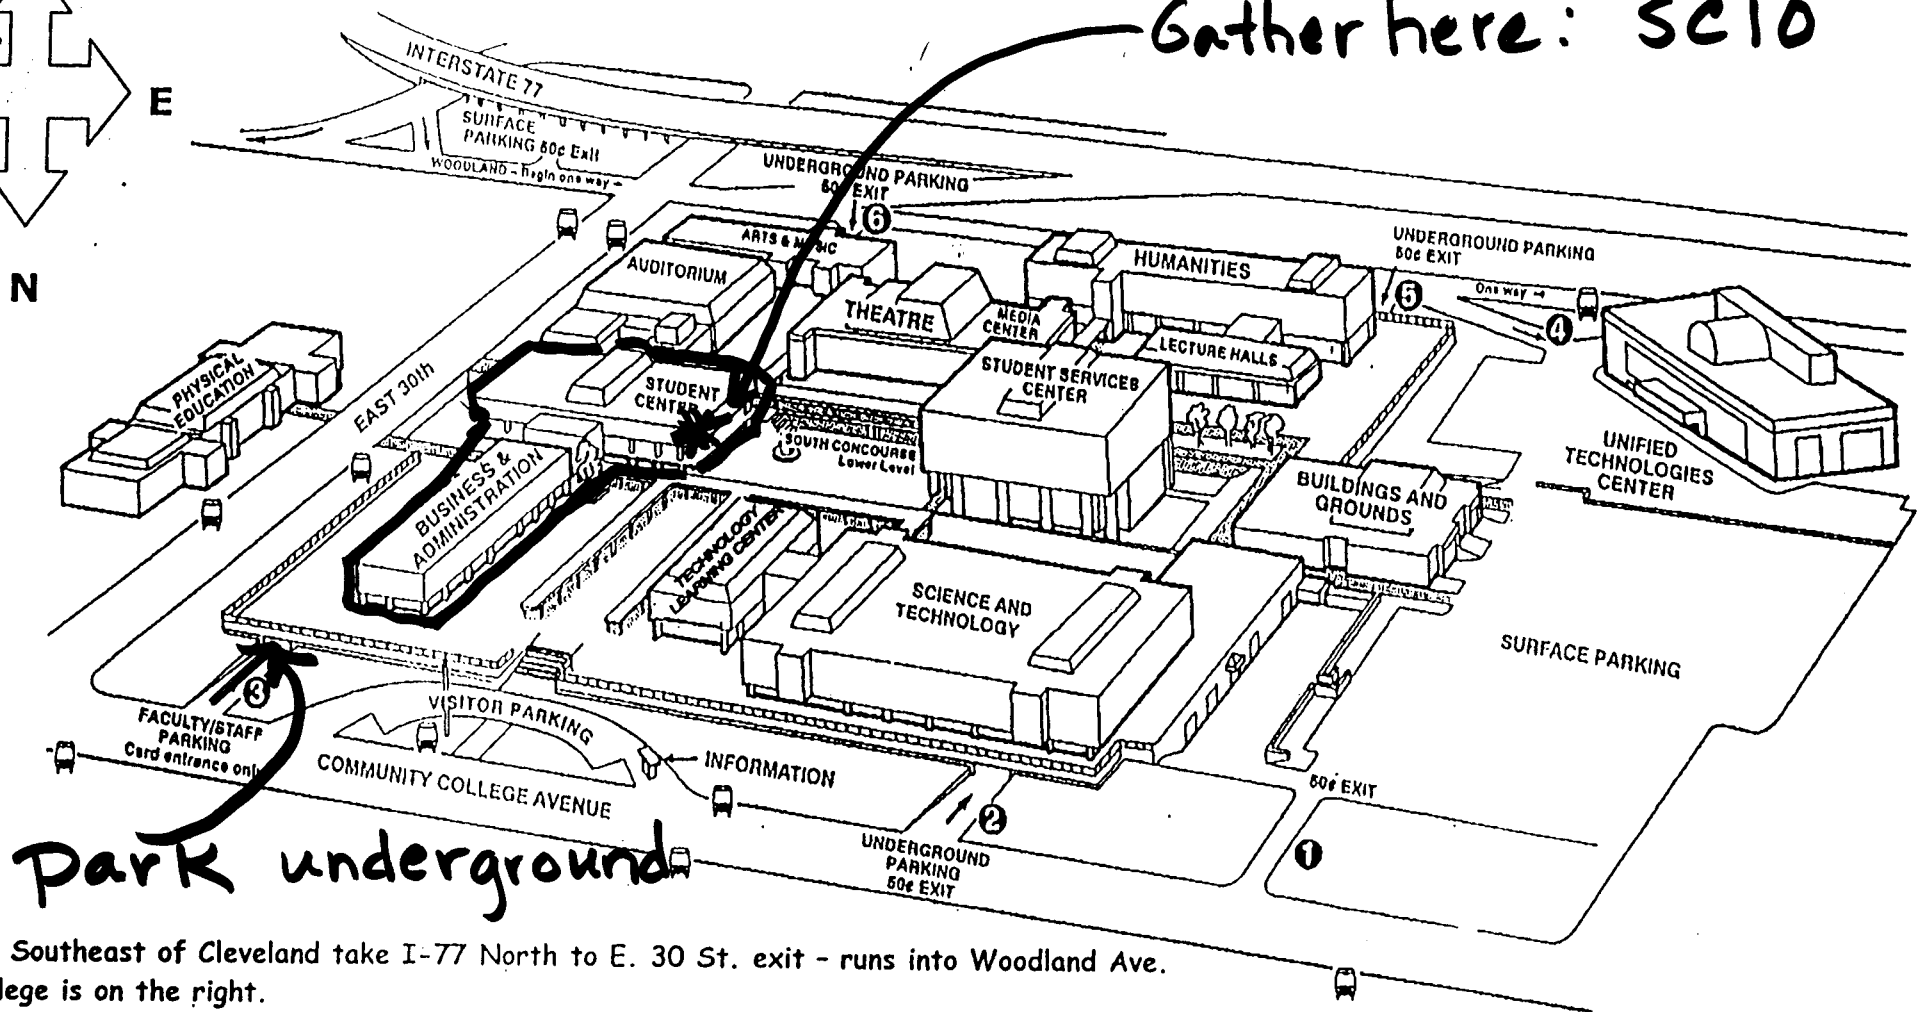 Gather here: SC10
INTERSTATE 77
E
SURFACE
PARKING 50¢ Exit
WOODLAND - Begin one way -
UNDERGROUND PARKING
50¢ EXIT
6
ARTS & MUSIC
AUDITORIUM
HUMANITIES
UNDERGROUND PARKING
50¢ EXIT
N
One way →
5
4
THEATRE
MEDIA
CENTER
LECTURE HALLS
PHYSICAL
EDUCATION
EAST 30th
STUDENT
CENTER
STUDENT SERVICES
CENTER
SOUTH CONCOURSE
Lower Level
UNIFIED
TECHNOLOGIES
CENTER
BUSINESS &
ADMINISTRATION
BUILDINGS AND
GROUNDS
TECHNOLOGY
LEARNING CENTER
SCIENCE AND
TECHNOLOGY
SURFACE PARKING
3
FACULTY/STAFF
PARKING
Card entrance only
VISITOR PARKING
INFORMATION
COMMUNITY COLLEGE AVENUE
50¢ EXIT
2
1
UNDERGROUND
PARKING
50¢ EXIT
Park underground
Southeast of Cleveland take I-77 North to E. 30 St. exit - runs into Woodland Ave.
lege is on the right.